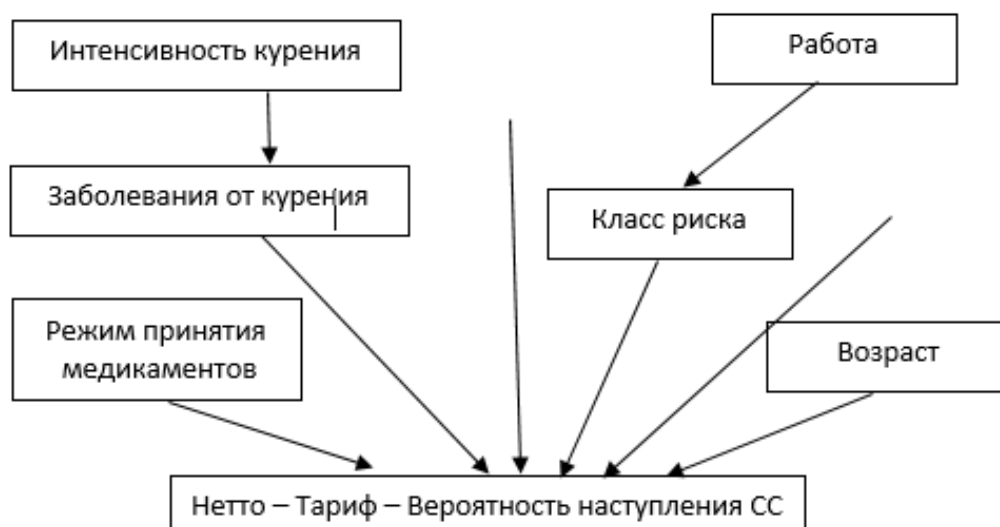 Интенсивность курения
Работа
Заболевания от курения
Класс риска
Режим принятия
медикаментов
Возраст
Нетто – Тариф – Вероятность наступления СС